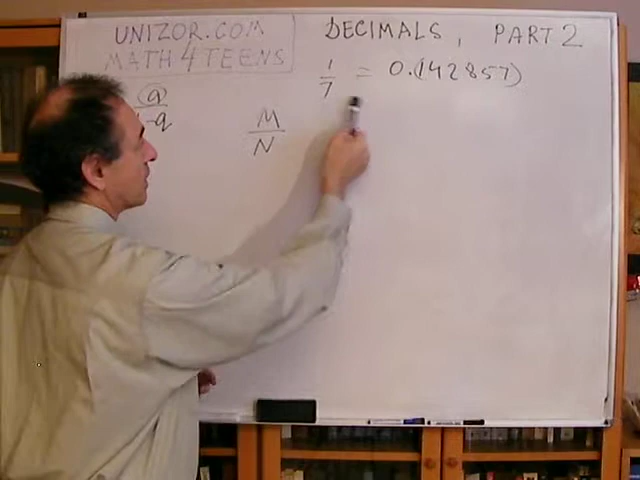 UNIZOR.COM
MATH 4 TEENS
DECIMALS, PART 2
1/7 = 0.(142857)
M/N